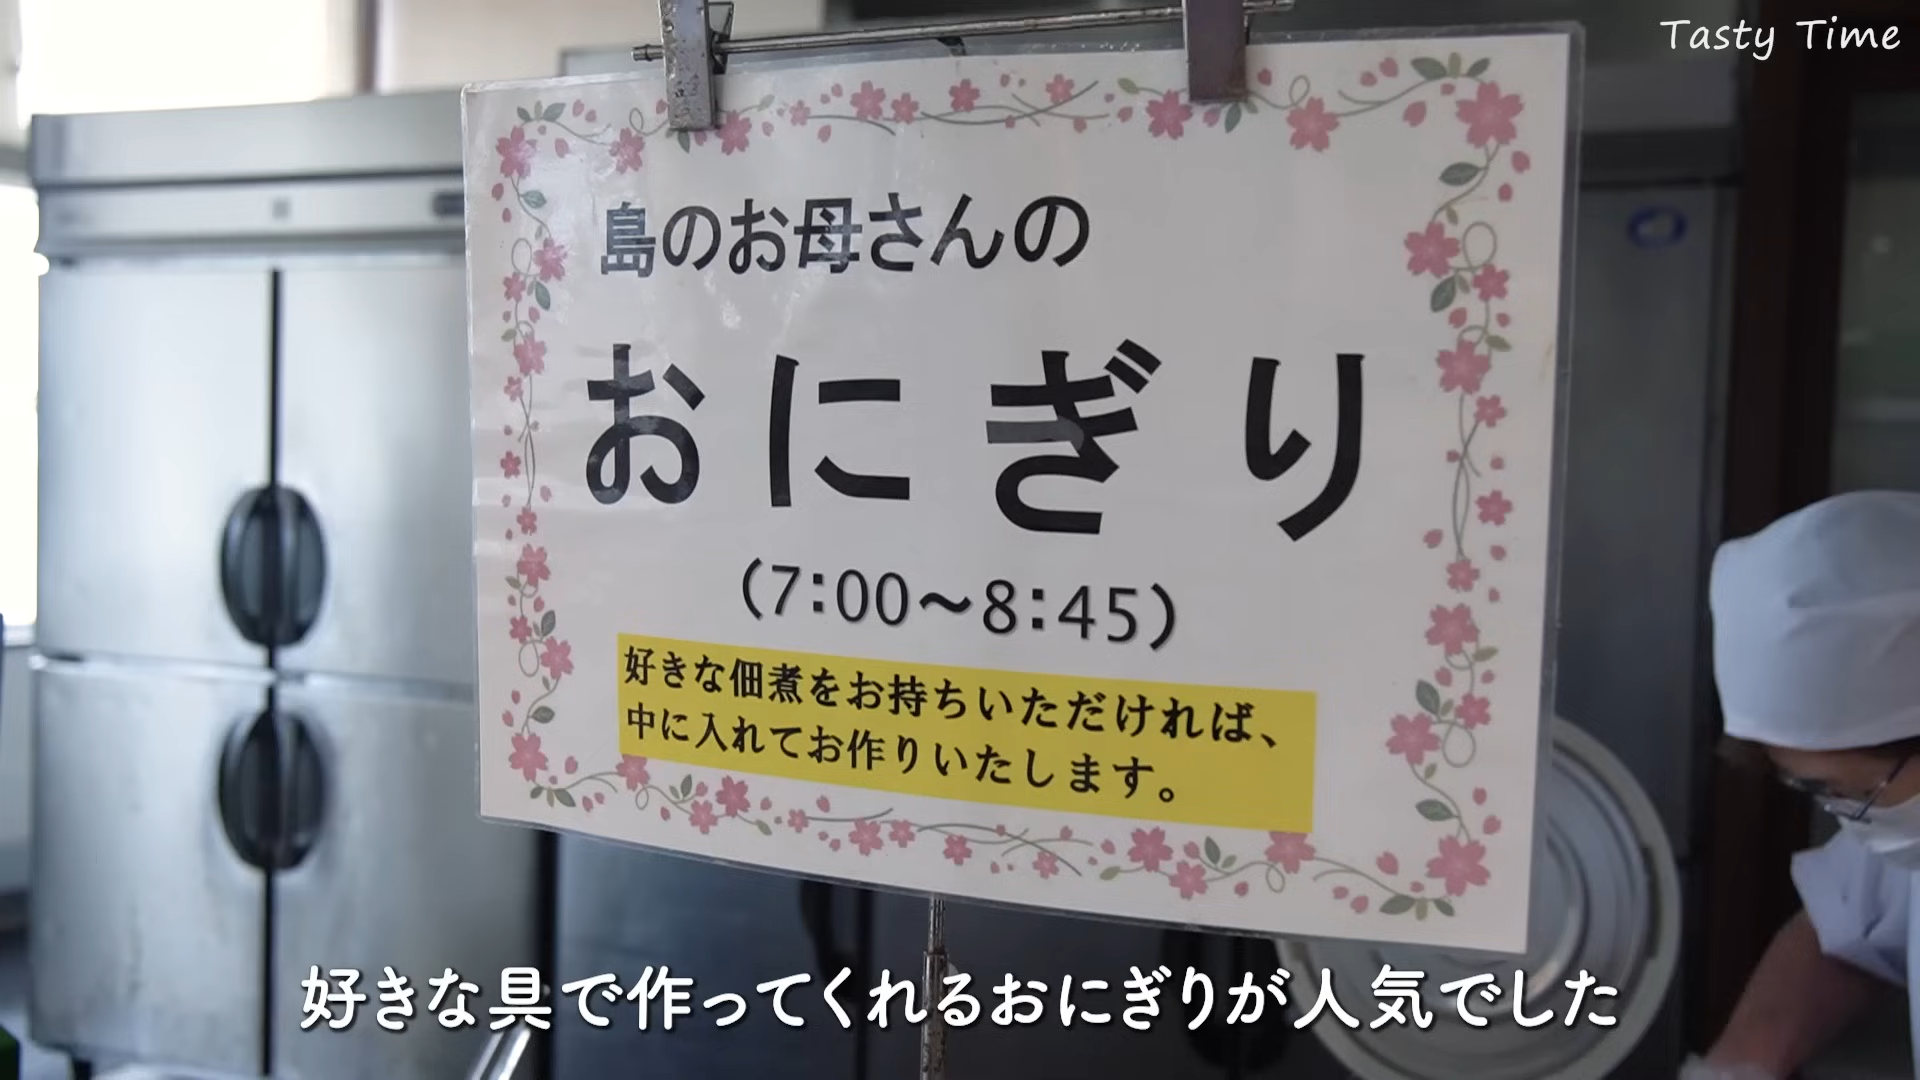 Tasty Time
島のお母さんの
おにぎり
（7:00～8:45）
好きな佃煮をお持ちいただければ、
中に入れてお作りいたします。
好きな具で作ってくれるおにぎりが人気でした